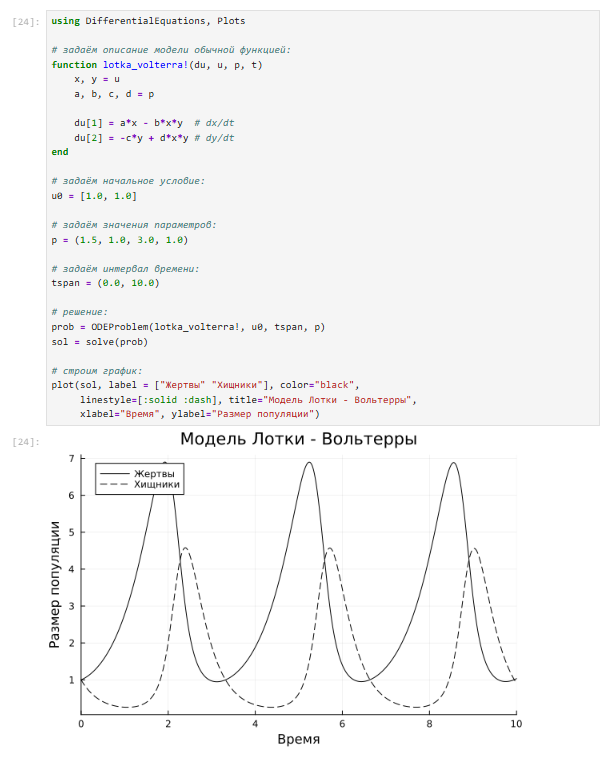 [24]:
using DifferentialEquations, Plots
# задаём описание модели обычной функцией:
function lotka_volterra!(du, u, p, t)
    x, y = u
    a, b, c, d = p
    du[1] = a*x - b*x*y  # dx/dt
    du[2] = -c*y + d*x*y # dy/dt
end
# задаём начальное условие:
u0 = [1.0, 1.0]
# задаём значения параметров:
p = (1.5, 1.0, 3.0, 1.0)
# задаём интервал времени:
tspan = (0.0, 10.0)
# решение:
prob = ODEProblem(lotka_volterra!, u0, tspan, p)
sol = solve(prob)
# строим график:
plot(sol, label = ["Жертвы" "Хищники"], color="black",
     linestyle=[:solid :dash], title="Модель Лотки - Вольтерры",
     xlabel="Время", ylabel="Размер популяции")
[24]:
Модель Лотки - Вольтерры
Жертвы
Хищники
Размер популяции
7
6
5
4
3
2
1
0 2 4 6 8 10
Время